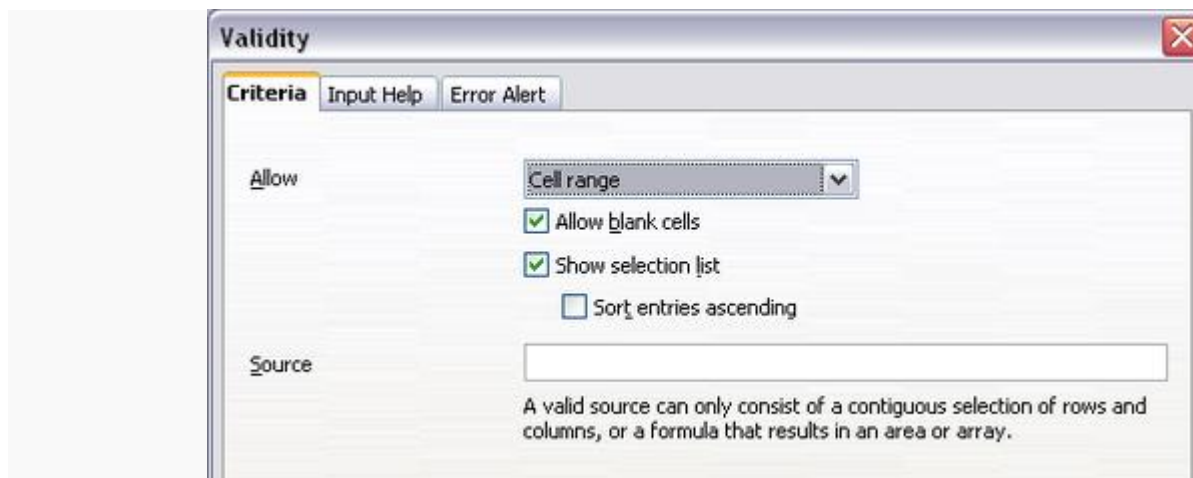 Validity
Criteria Input Help Error Alert
Allow Cell range
Allow blank cells
Show selection list
Sort entries ascending
Source
A valid source can only consist of a contiguous selection of rows and
columns, or a formula that results in an area or array.